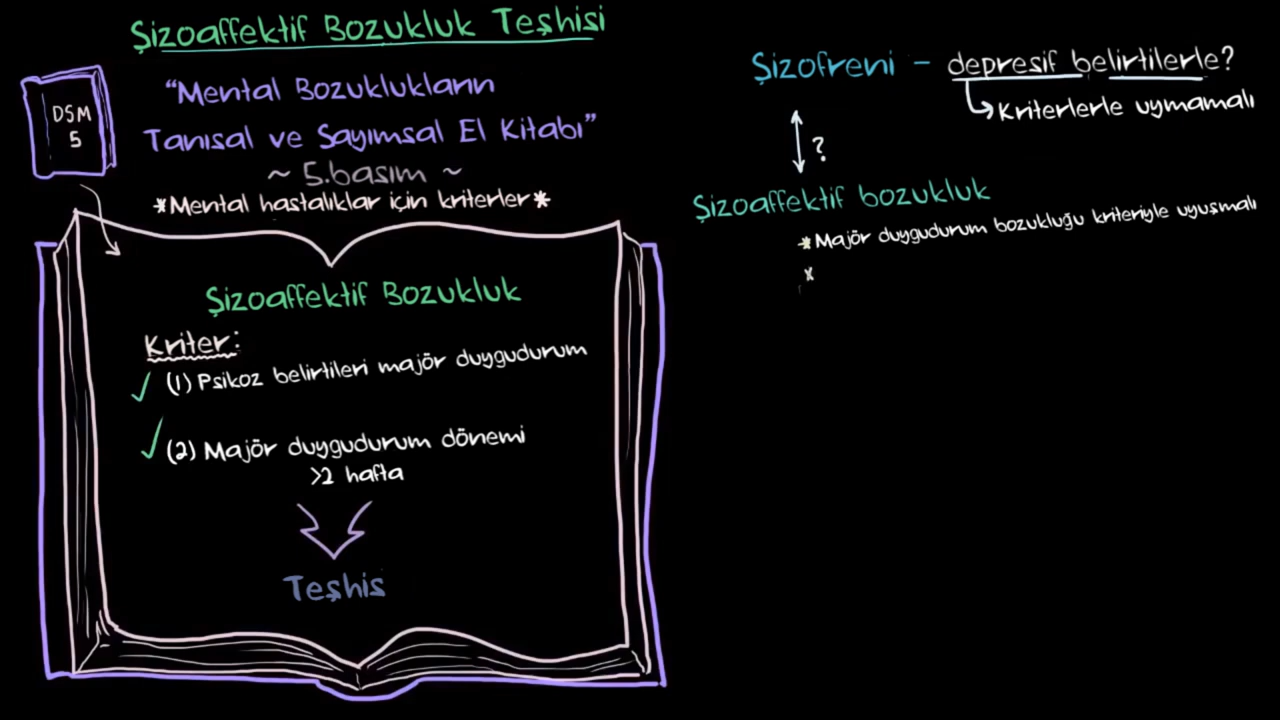 Şizoaffektif Bozukluk Teşhisi
DSM
5
“Mental Bozuklukların
Tanısal ve Sayımsal El Kitabı”
~ 5.basım ~
*Mental hastalıklar için kriterler*
Şizoaffektif Bozukluk
Kriter:
✓ (1) Psikoz belirtileri majör duygudurum
✓ (2) Majör duygudurum dönemi
>2 hafta
Teşhis
Şizofreni - depresif belirtilerle?
Kriterlerle uymamalı
?
Şizoaffektif bozukluk
*Majör duygudurum bozukluğu kriteriyle uyuşmalı
*